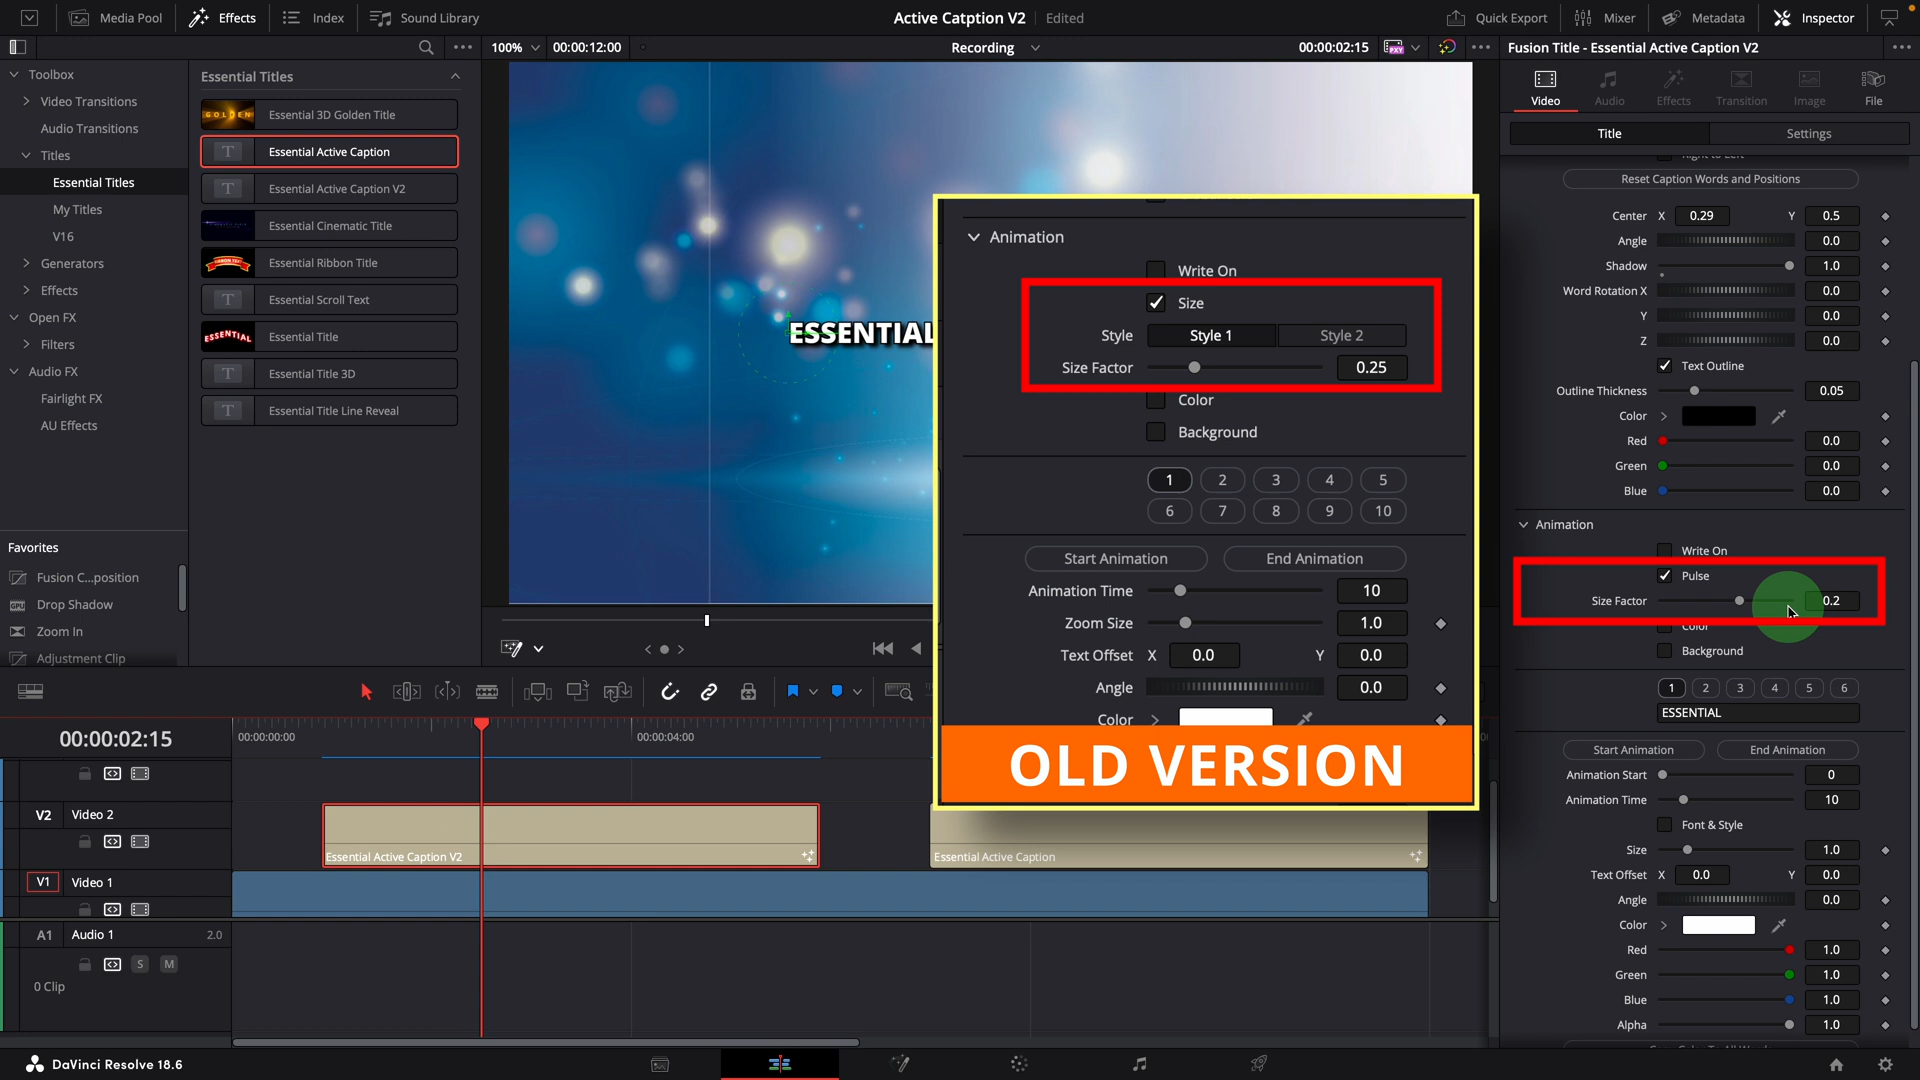 Media Pool
Effects
Index
Sound Library
Active Catption V2
Edited
Quick Export
Mixer
Metadata
Inspector
100%
00:00:12:00
Recording
00:00:02:15
PXY
Fusion Title - Essential Active Caption V2
Toolbox
Video Transitions
Audio Transitions
Titles
Essential Titles
My Titles
V16
Generators
Effects
Open FX
Filters
Audio FX
Fairlight FX
AU Effects
Favorites
Fusion C...position
Drop Shadow
Zoom In
Adjustment Clip
Essential Titles
GOLDEN
Essential 3D Golden Title
T
Essential Active Caption
T
Essential Active Caption V2
Essential Cinematic Title
Essential Ribbon Title
T
Essential Scroll Text
ESSENTIAL
Essential Title
T
Essential Title 3D
T
Essential Title Line Reveal
ESSENTIAL
Animation
Write On
Size
Style
Style 1
Style 2
Size Factor
0.25
Color
Background
1 2 3 4 5
6 7 8 9 10
Start Animation
End Animation
Animation Time
10
Zoom Size
1.0
Text Offset X 0.0 Y 0.0
Angle
0.0
Color
OLD VERSION
Video
Audio
Effects
Transition
Image
File
Title
Settings
Right to Left
Reset Caption Words and Positions
Center X 0.29 Y 0.5
Angle 0.0
Shadow 1.0
Word Rotation X 0.0
Y 0.0
Z 0.0
Text Outline
Outline Thickness 0.05
Color
Red 0.0
Green 0.0
Blue 0.0
Animation
Write On
Pulse
Size Factor 0.2
Color
Background
1 2 3 4 5 6
ESSENTIAL
Start Animation
End Animation
Animation Start 0
Animation Time 10
Font & Style
Size 1.0
Text Offset X 0.0 Y 0.0
Angle 0.0
Color
Red 1.0
Green 1.0
Blue 1.0
Alpha 1.0
00:00:02:15
00:00:00:00
00:00:04:00
V2 Video 2
Essential Active Caption V2
Essential Active Caption
V1 Video 1
A1 Audio 1 2.0
S M
0 Clip
DaVinci Resolve 18.6